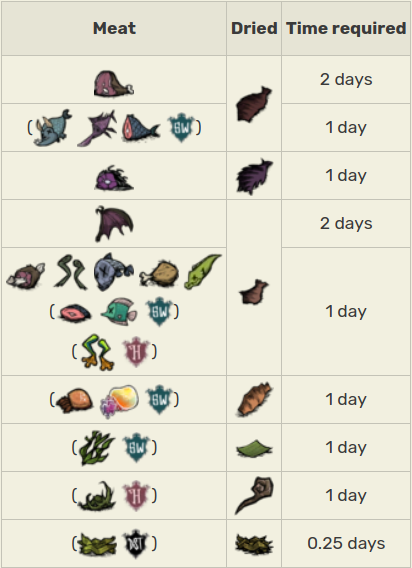 Meat Dried Time required
2 days
( SW ) 1 day
1 day
2 days
( SW )
1 day
( H )
( SW ) 1 day
( SW ) 1 day
( H ) 1 day
( ) 0.25 days